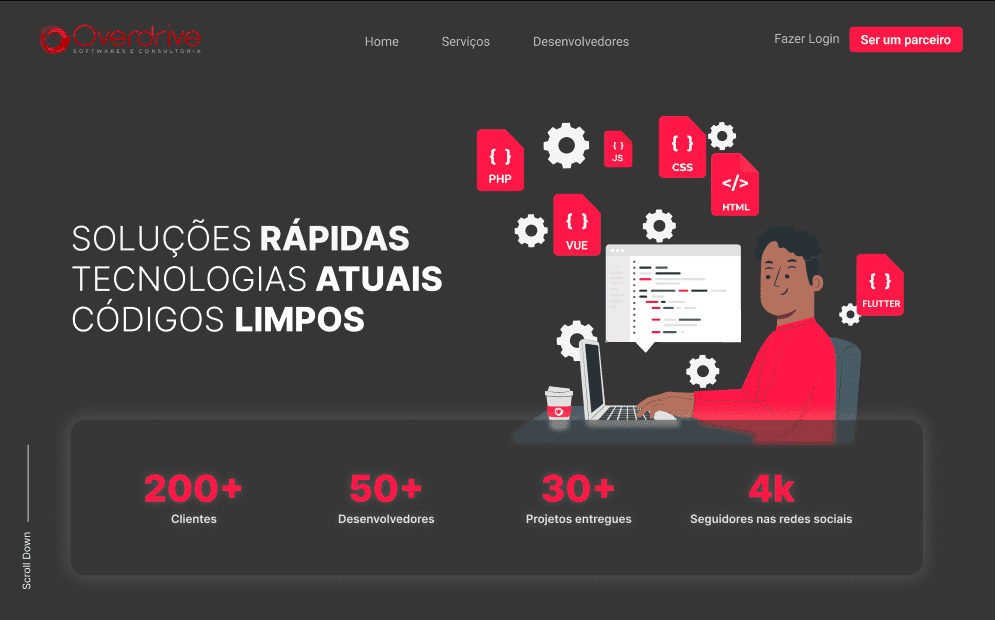 Overdrive
SOFTWARES E CONSULTORIA
Home
Serviços
Desenvolvedores
Fazer Login
Ser um parceiro
{ }
PHP
{ }
JS
{ }
CSS
</>
HTML
{ }
VUE
{ }
FLUTTER
SOLUÇÕES RÁPIDAS
TECNOLOGIAS ATUAIS
CÓDIGOS LIMPOS
200+
Clientes
50+
Desenvolvedores
30+
Projetos entregues
4k
Seguidores nas redes sociais
Scroll Down